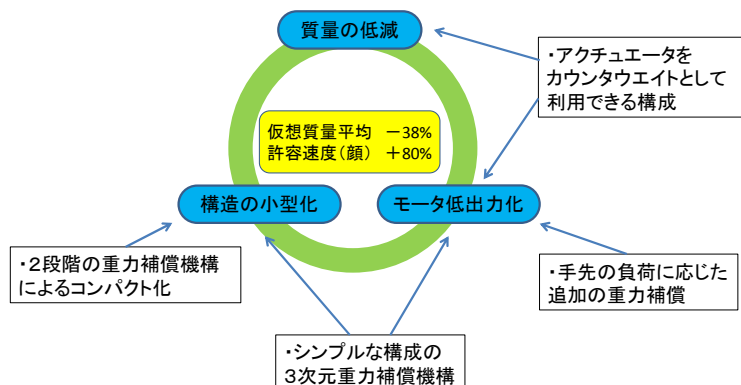 質量の低減
・アクチュエータを
カウンタウエイトとして
利用できる構成
仮想質量平均 －38%
許容速度(顔) ＋80%
構造の小型化
モータ低出力化
・２段階の重力補償機構
によるコンパクト化
・手先の負荷に応じた
追加の重力補償
・シンプルな構成の
３次元重力補償機構